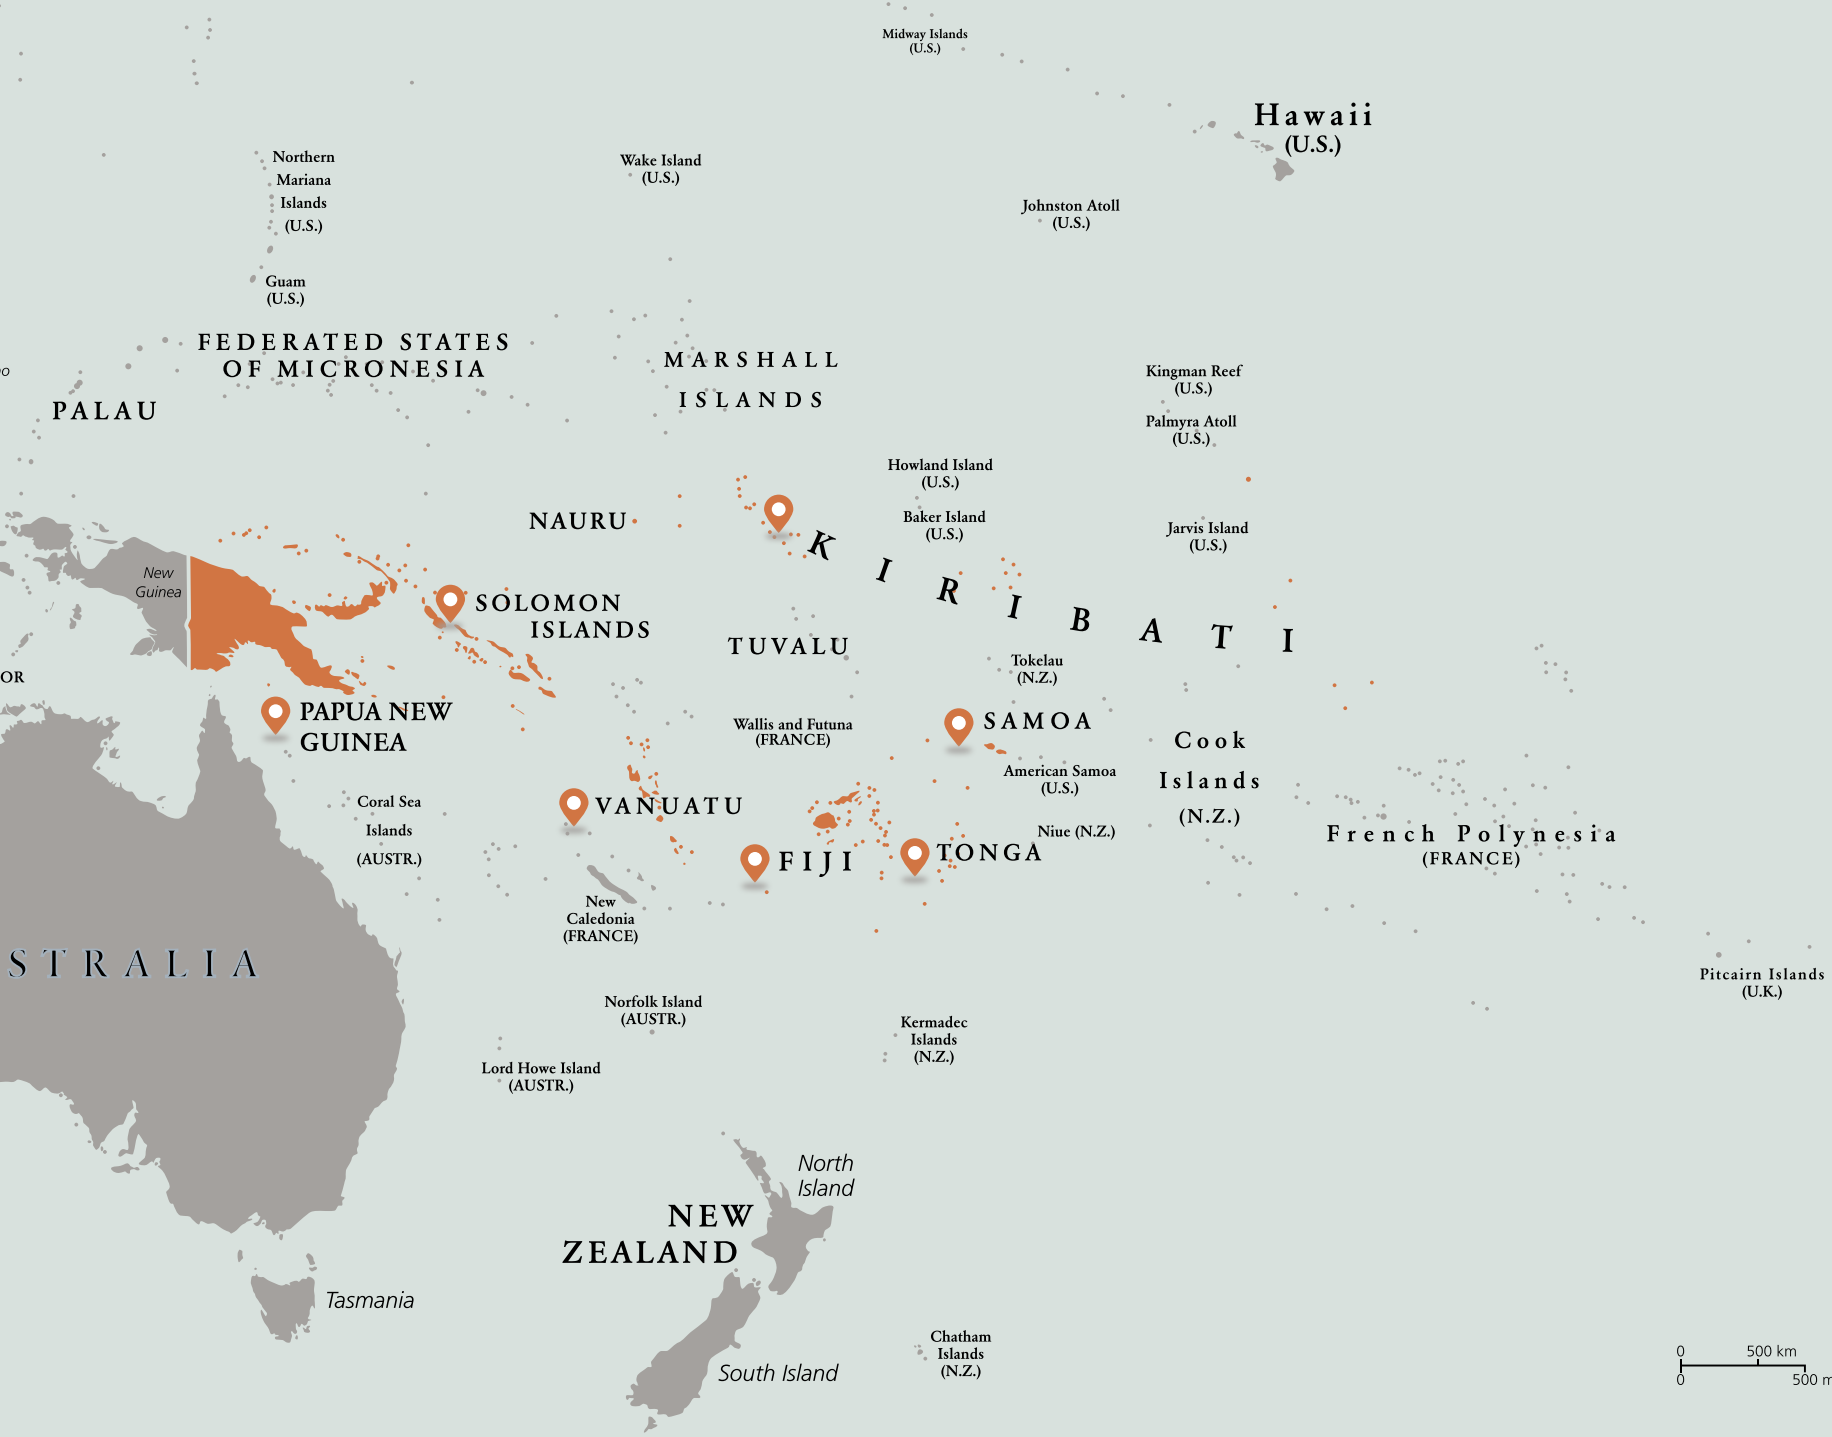 Midway Islands
(U.S.)
Hawaii
(U.S.)
Northern
Mariana
Islands
(U.S.)
Wake Island
(U.S.)
Johnston Atoll
(U.S.)
Guam
(U.S.)
FEDERATED STATES
OF MICRONESIA
MARSHALL
ISLANDS
PALAU
Kingman Reef
(U.S.)
Palmyra Atoll
(U.S.)
Howland Island
(U.S.)
Baker Island
(U.S.)
Jarvis Island
(U.S.)
NAURU
KIRIBATI
New
Guinea
SOLOMON
ISLANDS
TUVALU
Tokelau
(N.Z.)
OR
PAPUA NEW
GUINEA
Wallis and Futuna
(FRANCE)
SAMOA
American Samoa
(U.S.)
Cook
Islands
(N.Z.)
Coral Sea
Islands
(AUSTR.)
VANUATU
FIJI
TONGA
Niue (N.Z.)
French Polynesia
(FRANCE)
New
Caledonia
(FRANCE)
STRALIA
Pitcairn Islands
(U.K.)
Norfolk Island
(AUSTR.)
Kermadec
Islands
(N.Z.)
Lord Howe Island
(AUSTR.)
North
Island
NEW
ZEALAND
Tasmania
South Island
Chatham
Islands
(N.Z.)
0 500 km
0 500 m